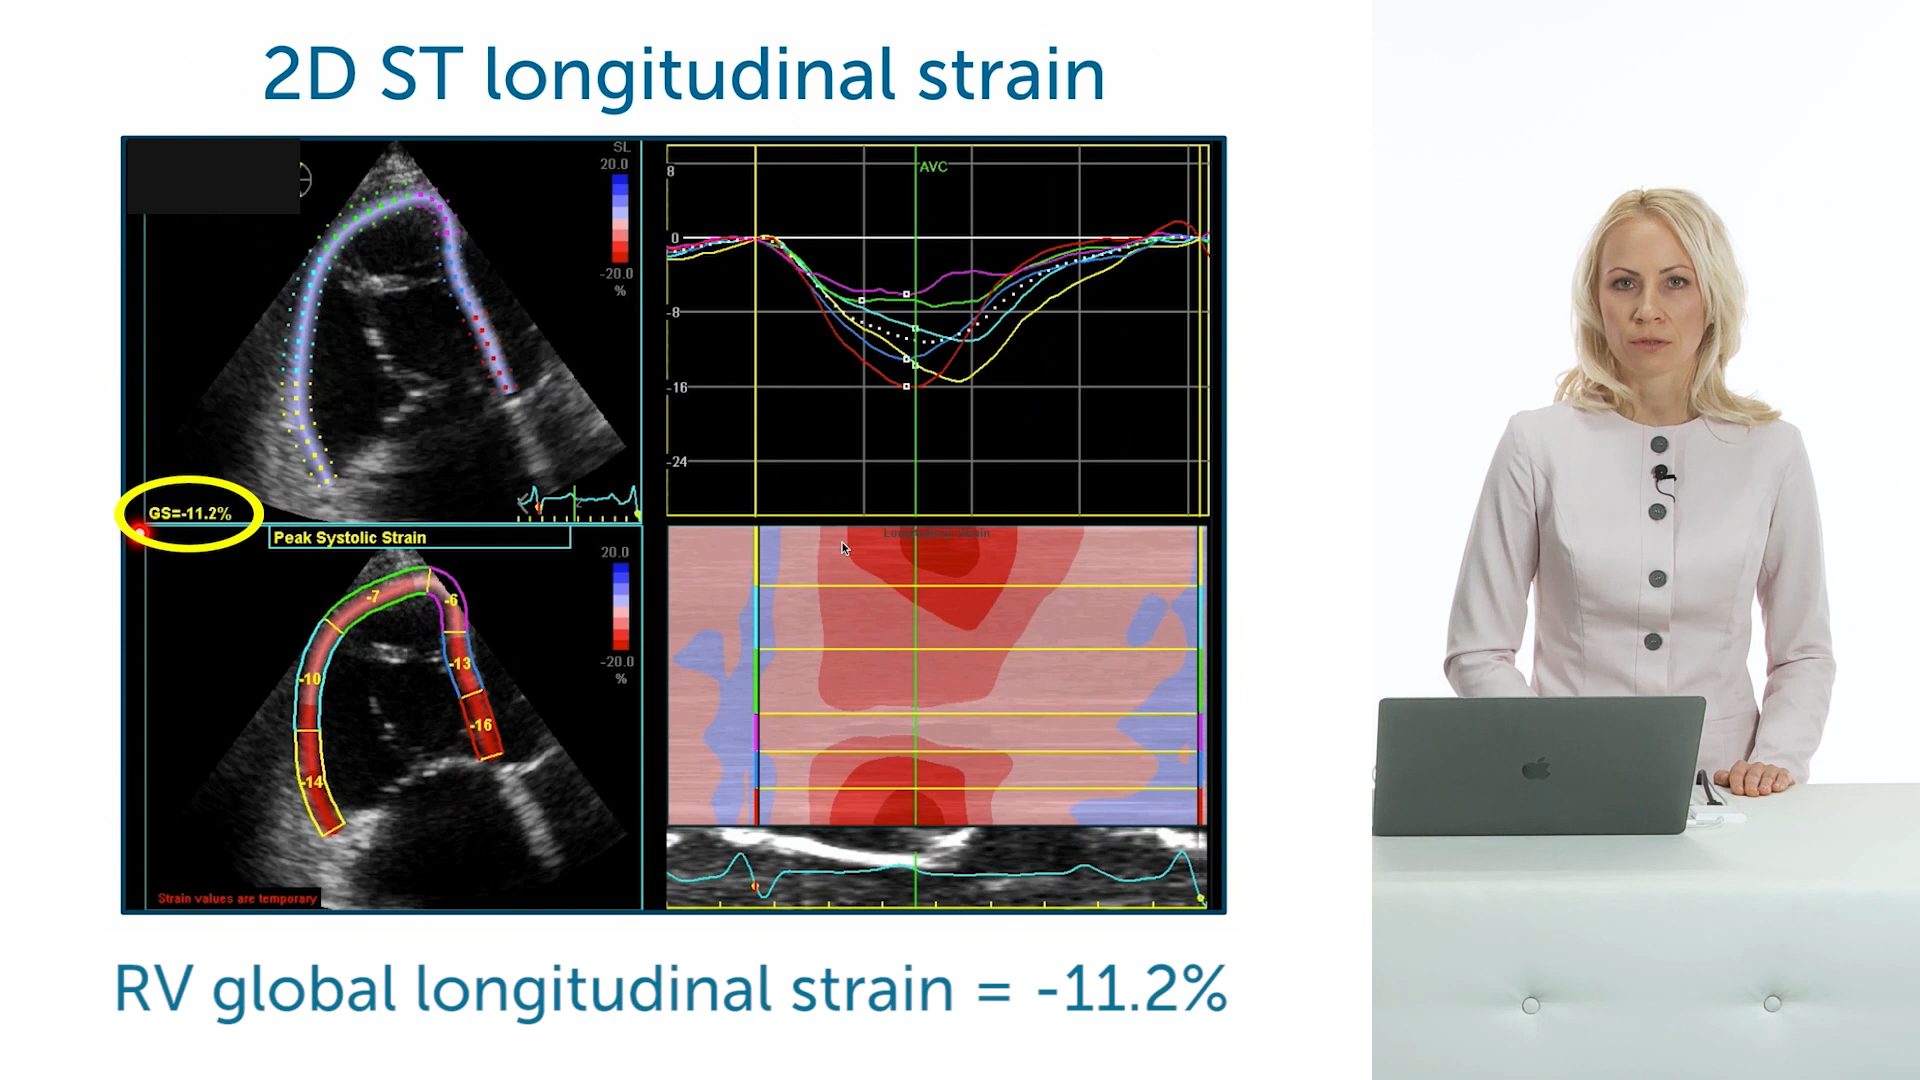 2D ST longitudinal strain
SL
20.0
-20.0
%
GS=-11.2%
8
0
-8
-16
-24
AVC
Peak Systolic Strain
20.0
-20.0
%
-7
-6
-13
-10
-16
-14
Strain values are temporary
Longitudinal Strain
RV global longitudinal strain = -11.2%